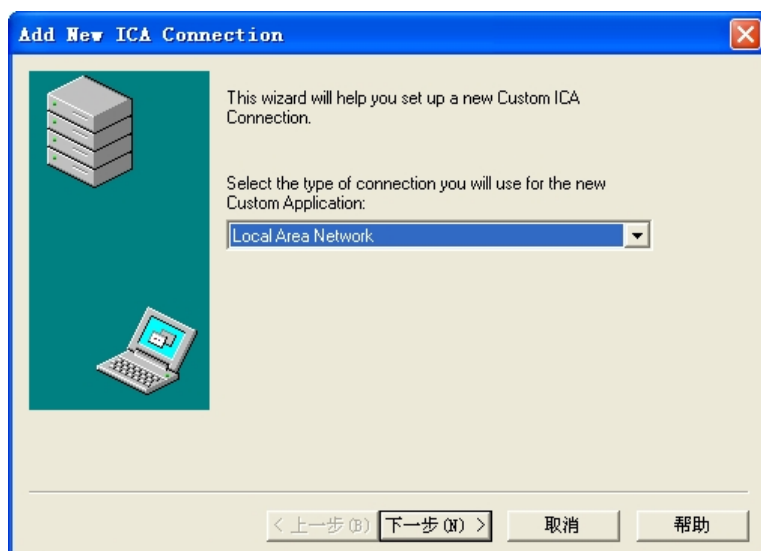 Add New ICA Connection
This wizard will help you set up a new Custom ICA
Connection.
Select the type of connection you will use for the new
Custom Application:
Local Area Network
< 上一步(B)
下一步(N) >
取消
帮助